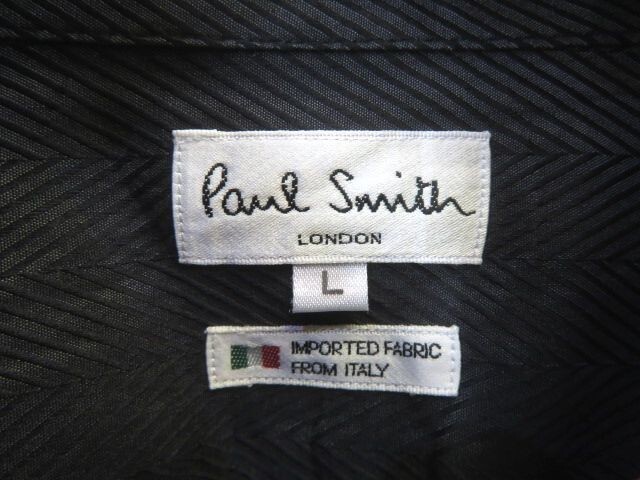 Paul Smith
LONDON
L
IMPORTED FABRIC
FROM ITALY